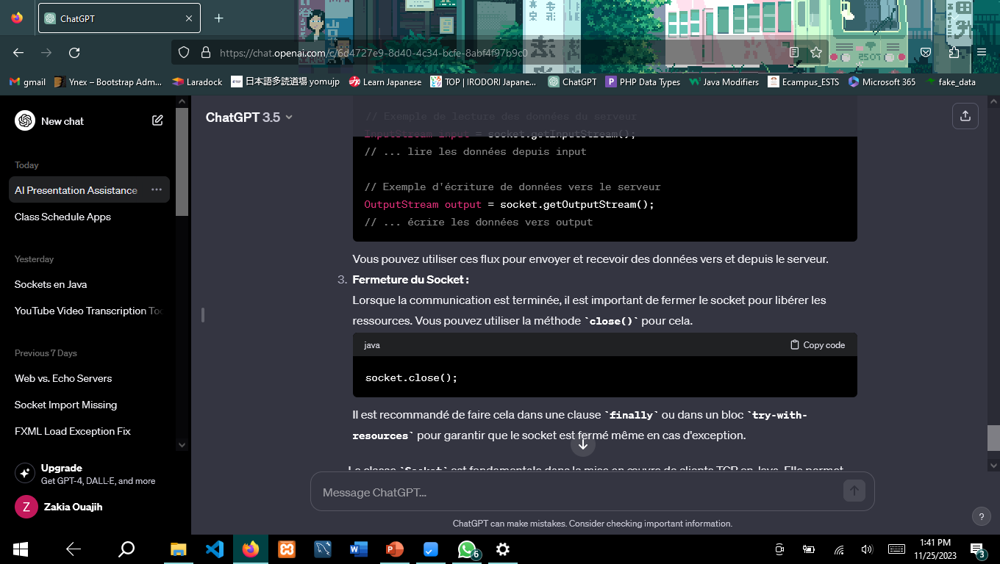 ChatGPT
https://chat.openai.com/c/6d4727e9-8d40-4c34-bcfe-8abf4f97b9c0
gmail
Ynex – Bootstrap Adm...
Laradock
日本語多読道場 yomujp
Learn Japanese
TOP | IRODORI Japane...
ChatGPT
PHP Data Types
Java Modifiers
Ecampus_ESTS
Microsoft 365
fake_data
New chat
Today
AI Presentation Assistance
Class Schedule Apps
Yesterday
Sockets en Java
YouTube Video Transcription
Previous 7 Days
Web vs. Echo Servers
Socket Import Missing
FXML Load Exception Fix
Upgrade
Get GPT-4, DALL·E, and more
Z
Zakia Ouajih
ChatGPT 3.5
// Exemple de lecture des données du serveur
InputStream input = socket.getInputStream();
// ... lire les données depuis input
// Exemple d'écriture de données vers le serveur
OutputStream output = socket.getOutputStream();
// ... écrire les données vers output
Vous pouvez utiliser ces flux pour envoyer et recevoir des données vers et depuis le serveur.
3. Fermeture du Socket :
Lorsque la communication est terminée, il est important de fermer le socket pour libérer les
ressources. Vous pouvez utiliser la méthode `close()` pour cela.
java
Copy code
socket.close();
Il est recommandé de faire cela dans une clause `finally` ou dans un bloc `try-with-
resources` pour garantir que le socket est fermé même en cas d'exception.
La classe `Socket` est fondamentale dans la mise en œuvre de clients TCP en Java. Elle permet
Message ChatGPT...
ChatGPT can make mistakes. Consider checking important information.
?
6
1:41 PM
11/25/2023
3